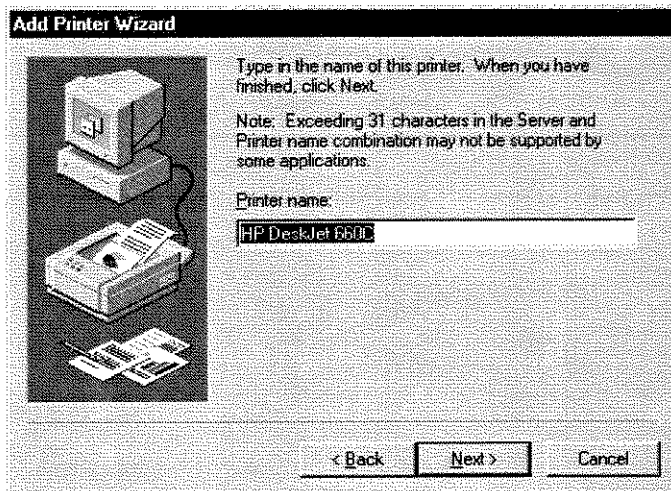 Add Printer Wizard
Type in the name of this printer. When you have
finished, click Next.
Note: Exceeding 31 characters in the Server and
Printer name combination may not be supported by
some applications.
Printer name:
HP DeskJet 660C
< Back
Next >
Cancel